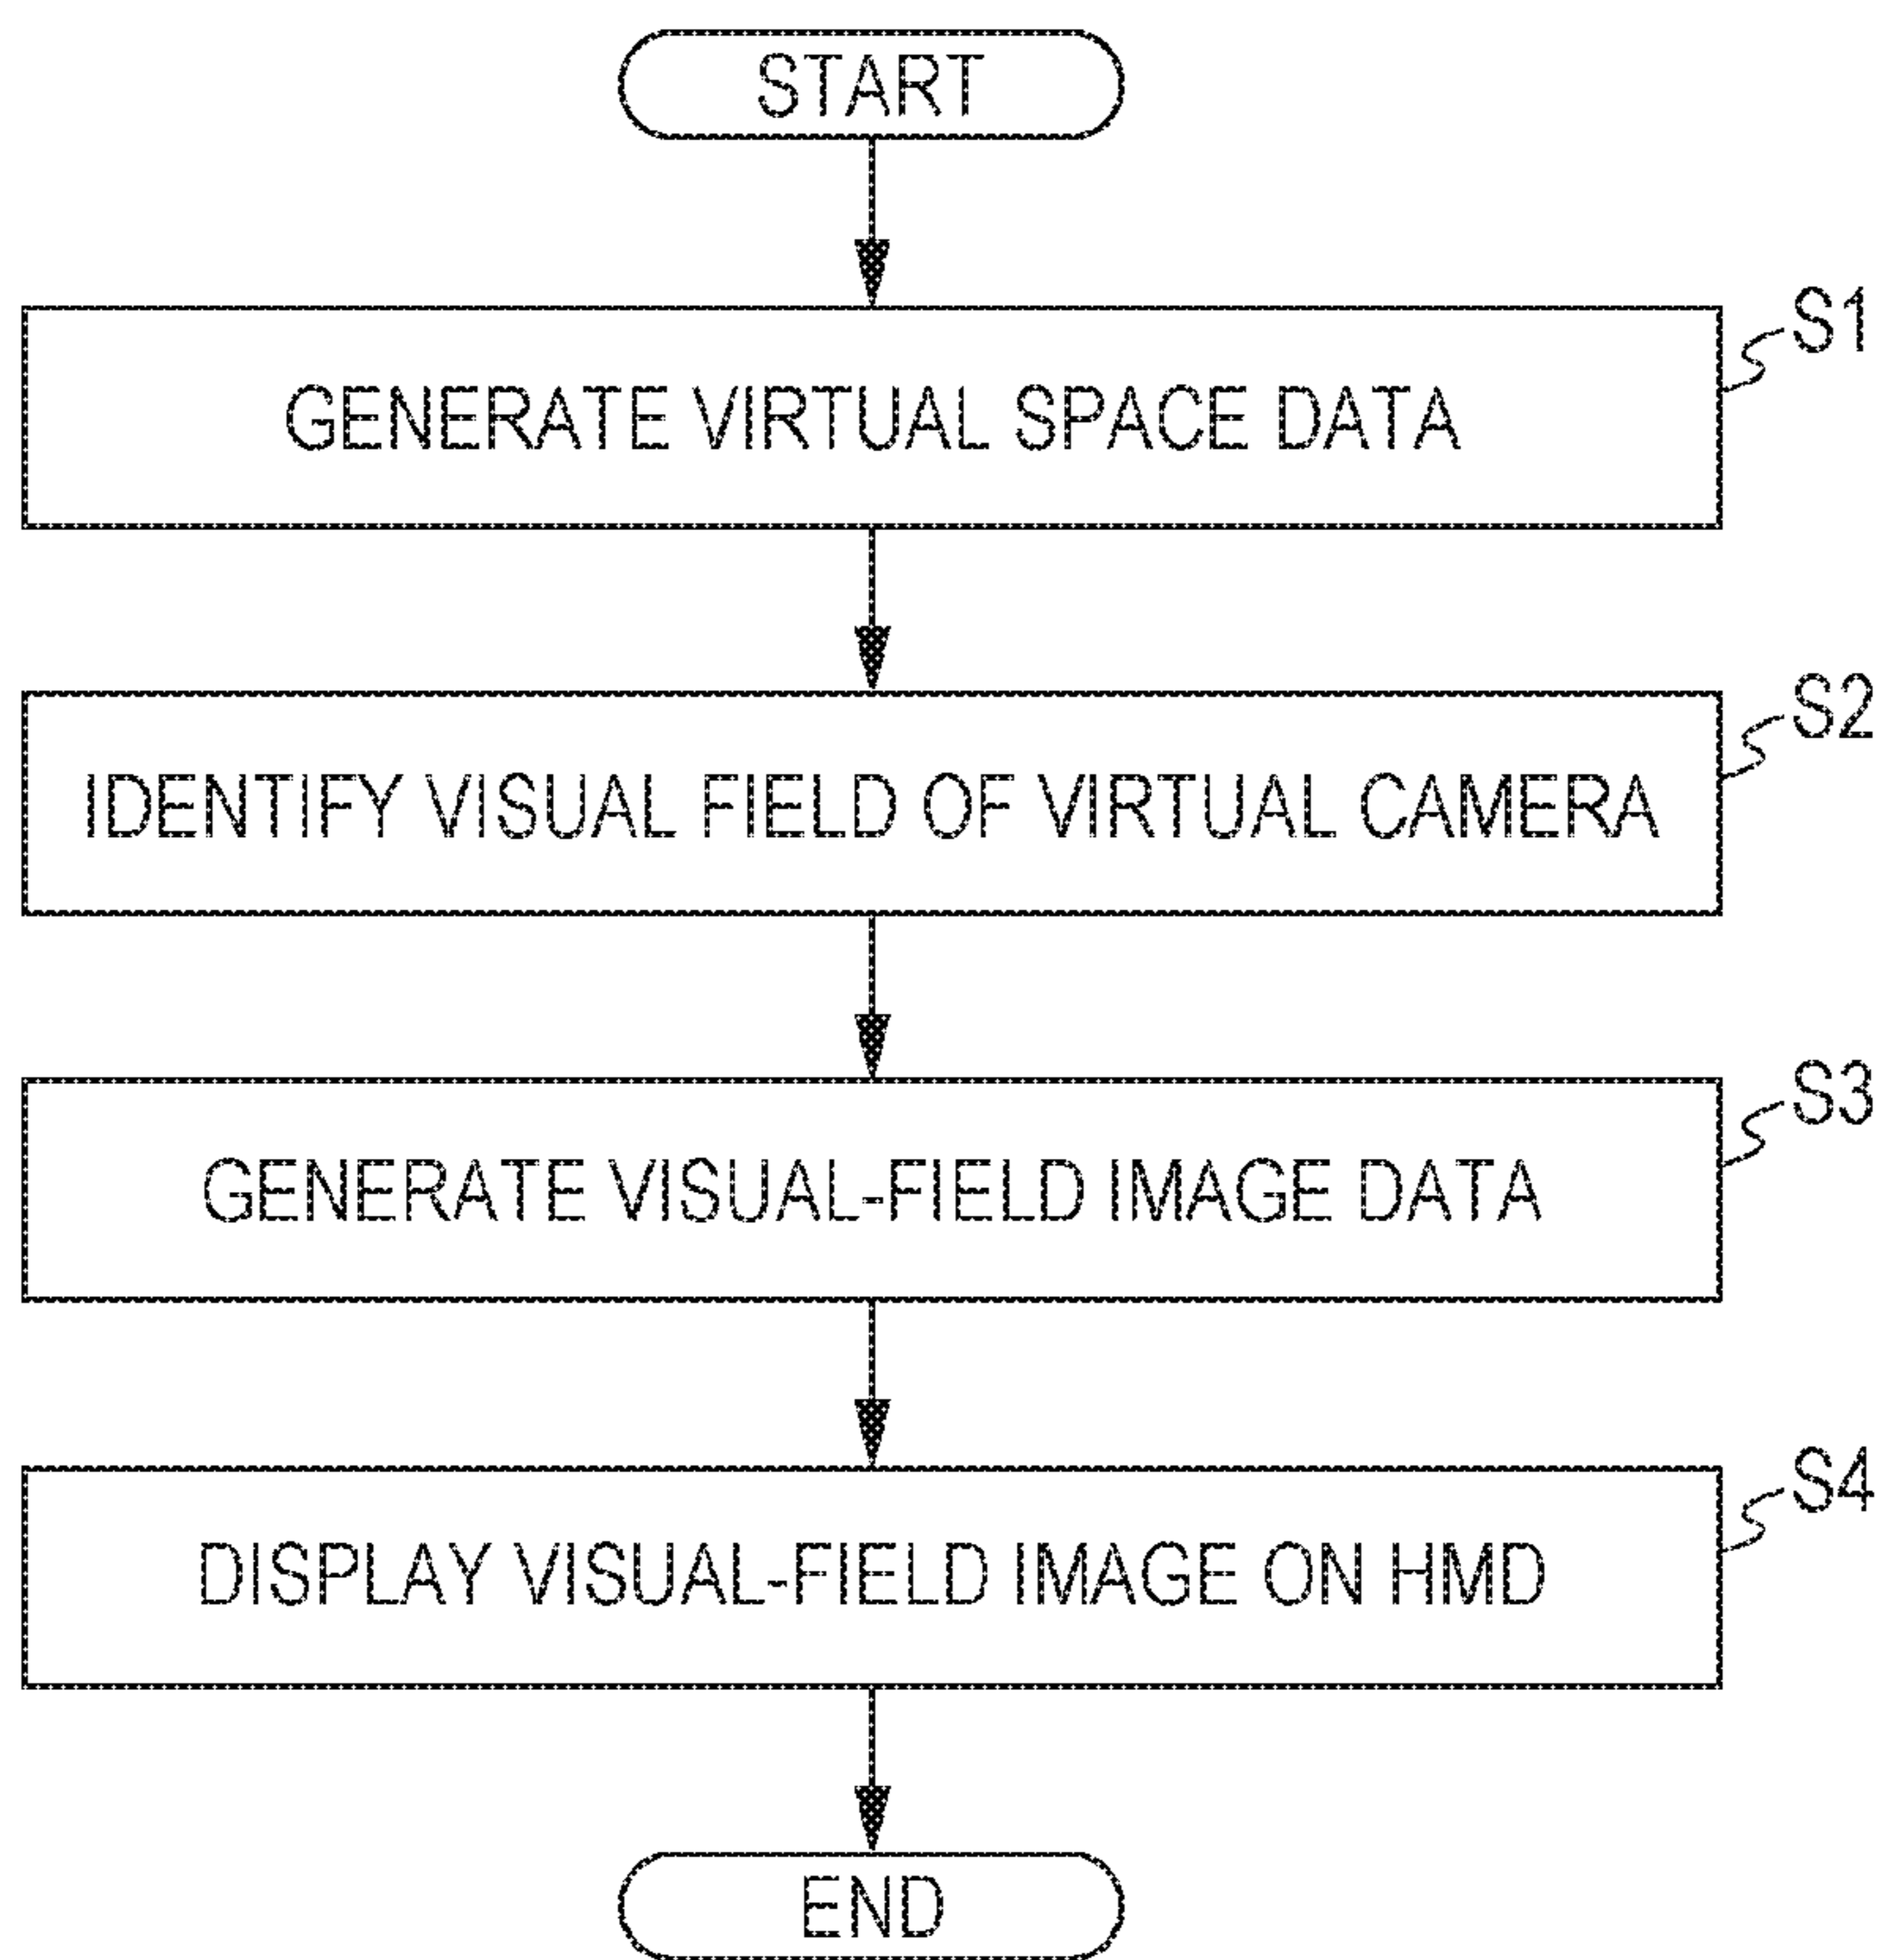 START
GENERATE VIRTUAL SPACE DATA
S1
IDENTIFY VISUAL FIELD OF VIRTUAL CAMERA
S2
GENERATE VISUAL-FIELD IMAGE DATA
S3
DISPLAY VISUAL-FIELD IMAGE ON HMD
S4
END